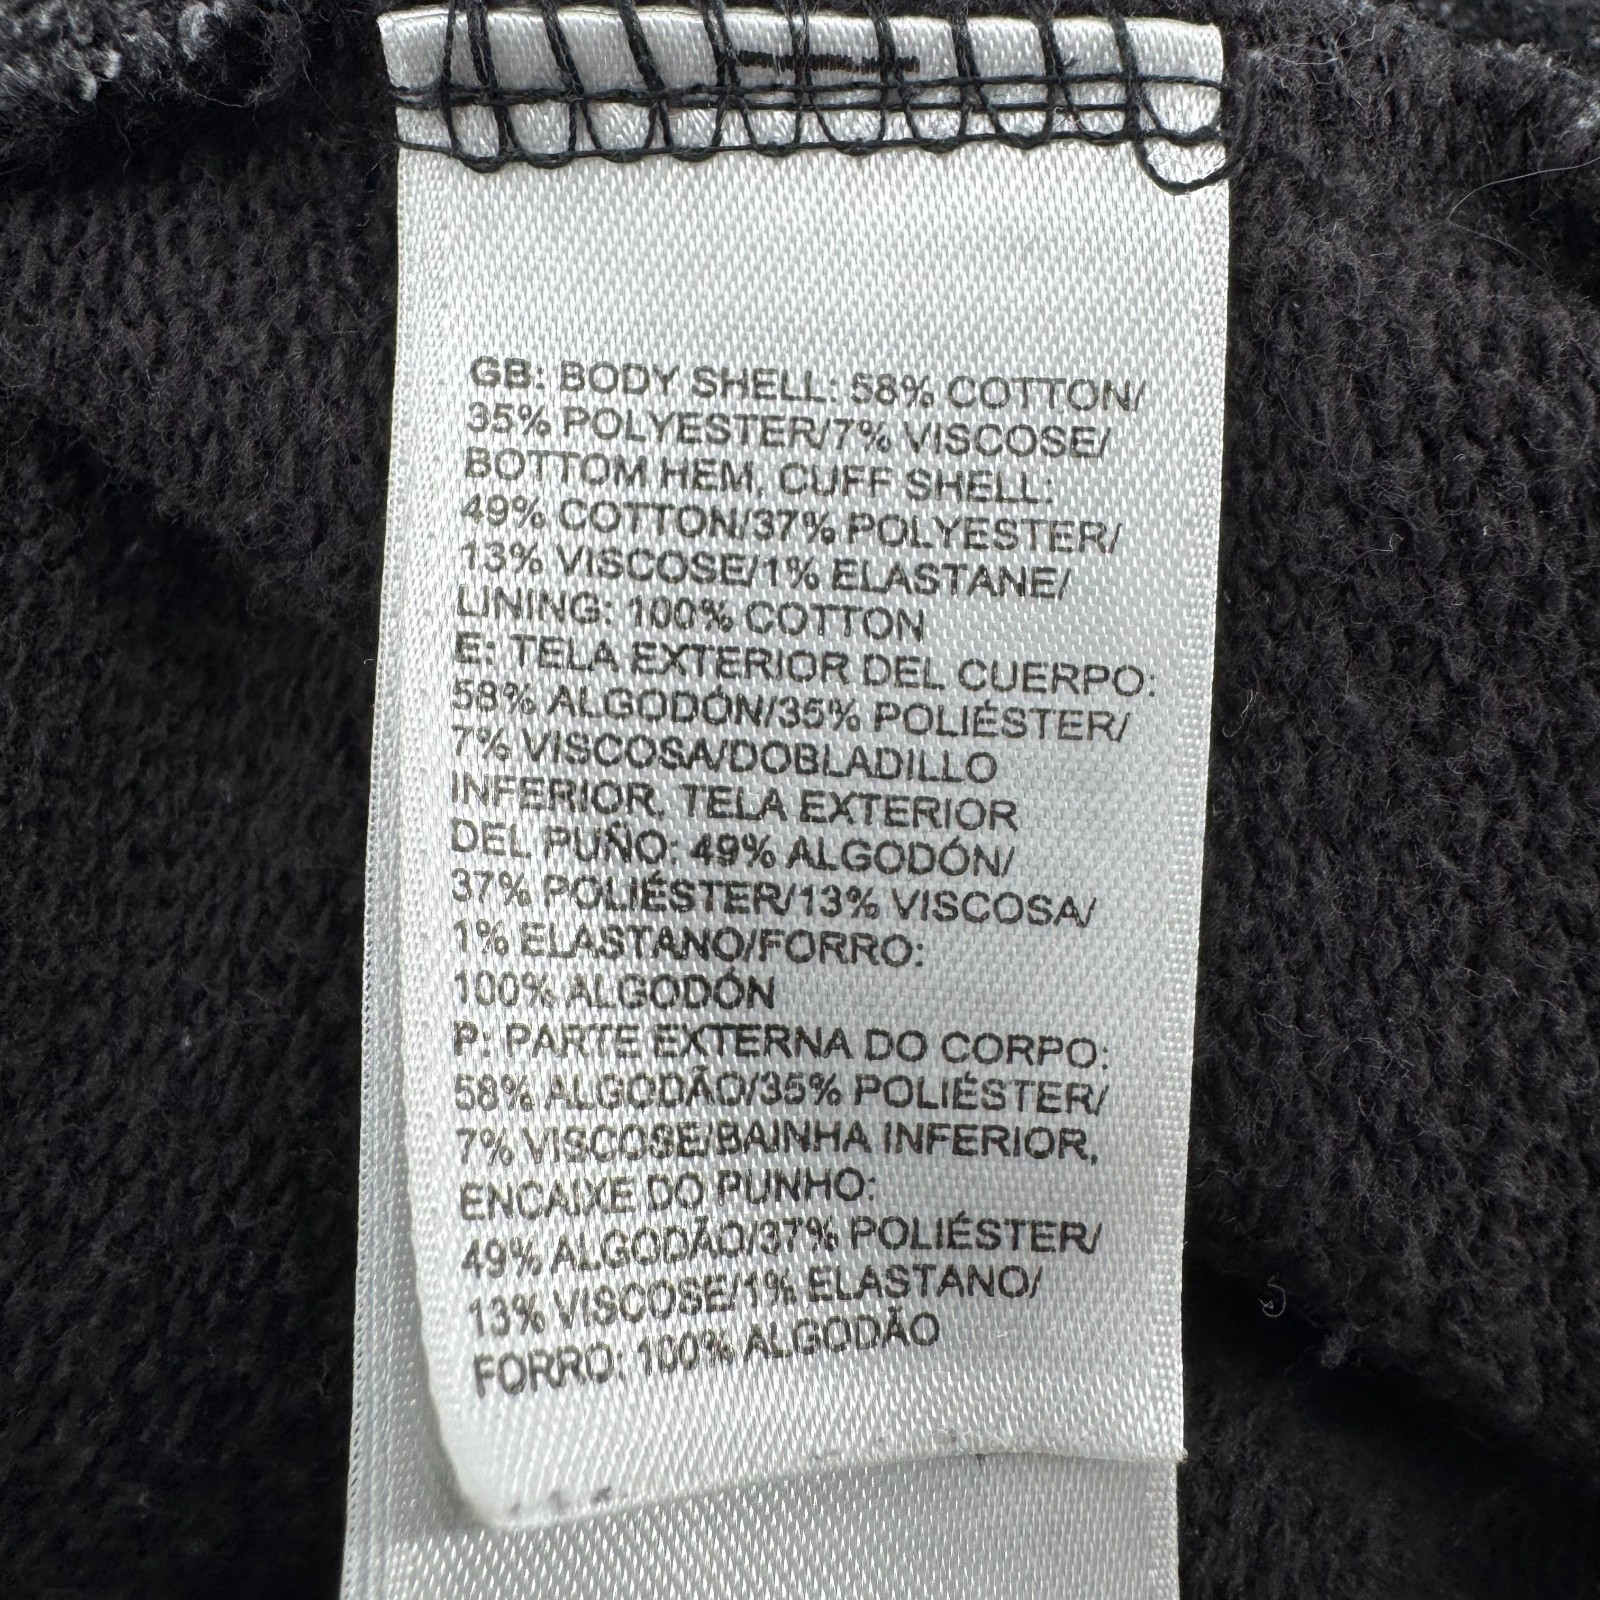 GB: BODY SHELL: 58% COTTON/
35% POLYESTER/7% VISCOSE/
BOTTOM HEM, CUFF SHELL:
49% COTTON/37% POLYESTER/
13% VISCOSE/1% ELASTANE/
LINING: 100% COTTON
E: TELA EXTERIOR DEL CUERPO:
58% ALGODÓN/35% POLIÉSTER/
7% VISCOSA/DOBLADILLO
INFERIOR, TELA EXTERIOR
DEL PUÑO: 49% ALGODÓN/
37% POLIÉSTER/13% VISCOSA/
1% ELASTANO/FORRO:
100% ALGODÓN
P: PARTE EXTERNA DO CORPO:
58% ALGODÃO/35% POLIÉSTER/
7% VISCOSE/BAINHA INFERIOR,
ENCAIXE DO PUNHO:
49% ALGODÃO/37% POLIÉSTER/
13% VISCOSE/1% ELASTANO/
FORRO: 100% ALGODÃO